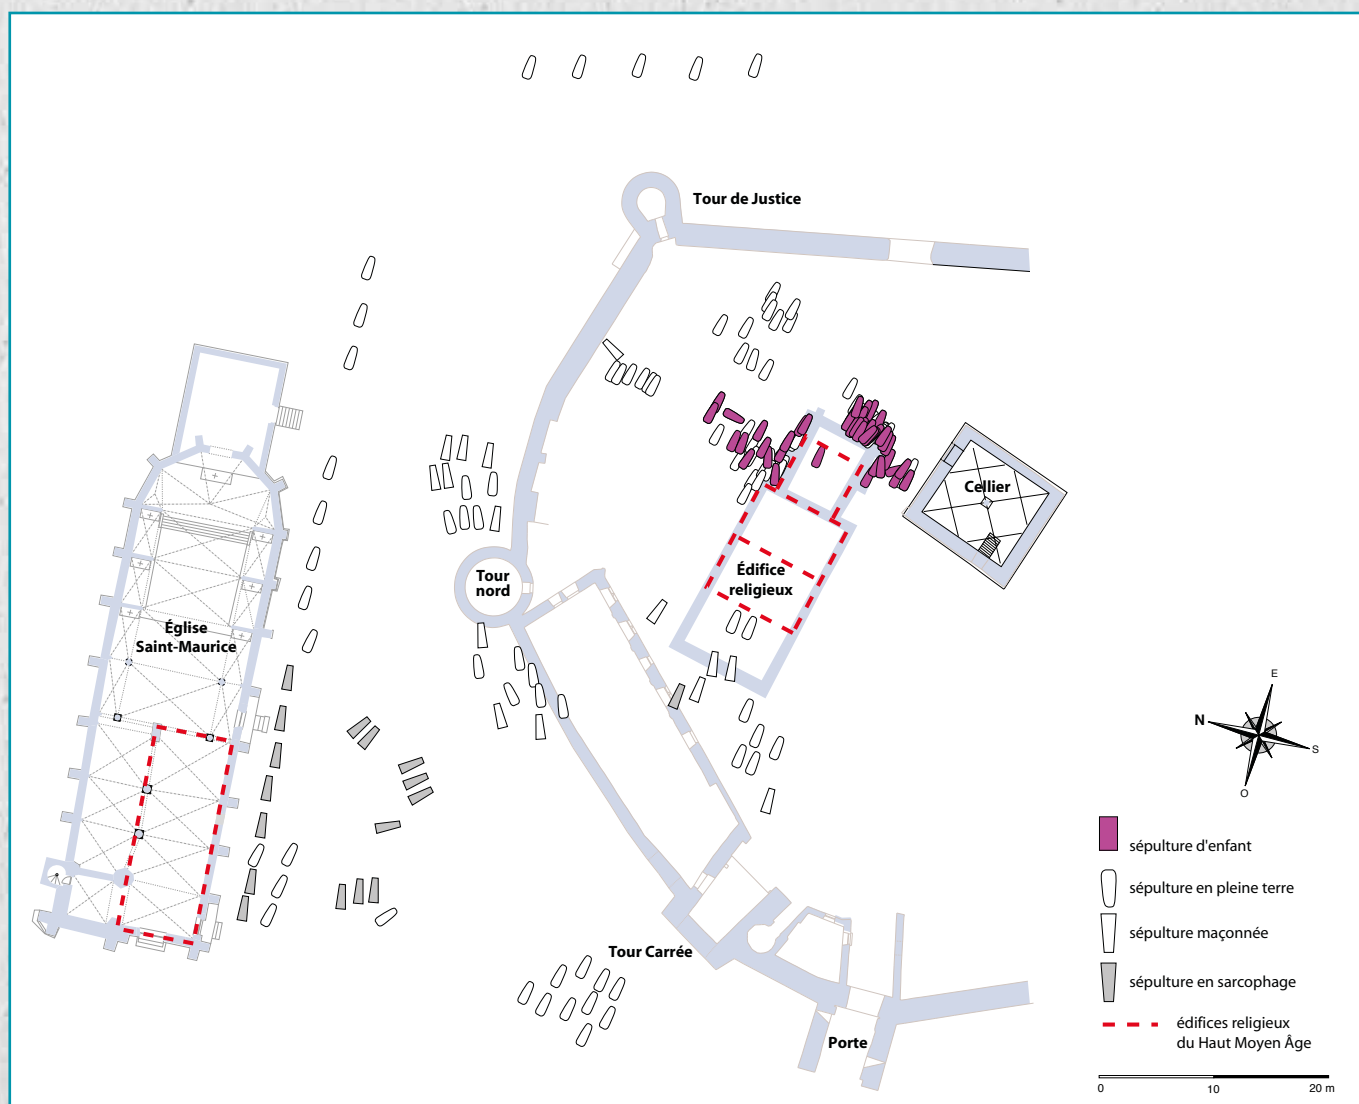 Tour de Justice
Cellier
Tour
nord
Édifice
religieux
Église
Saint-Maurice
E
N
S
O
sépulture d'enfant
sépulture en pleine terre
sépulture maçonnée
Tour Carrée
sépulture en sarcophage
édifices religieux
du Haut Moyen Âge
Porte
0 10 20 m